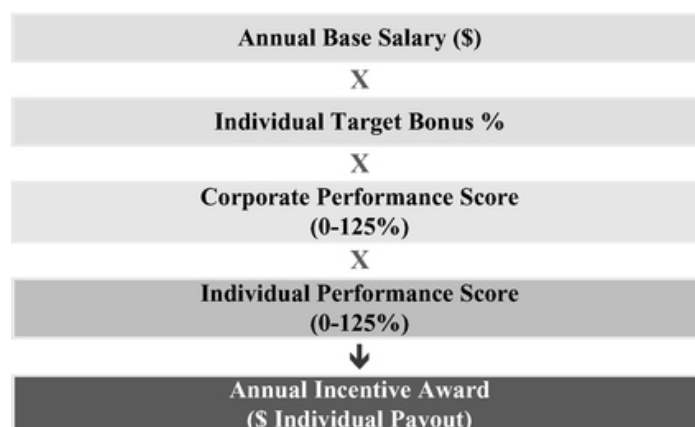 Annual Base Salary ($)
X
Individual Target Bonus %
X
Corporate Performance Score
(0-125%)
X
Individual Performance Score
(0-125%)
Annual Incentive Award
($ Individual Payout)